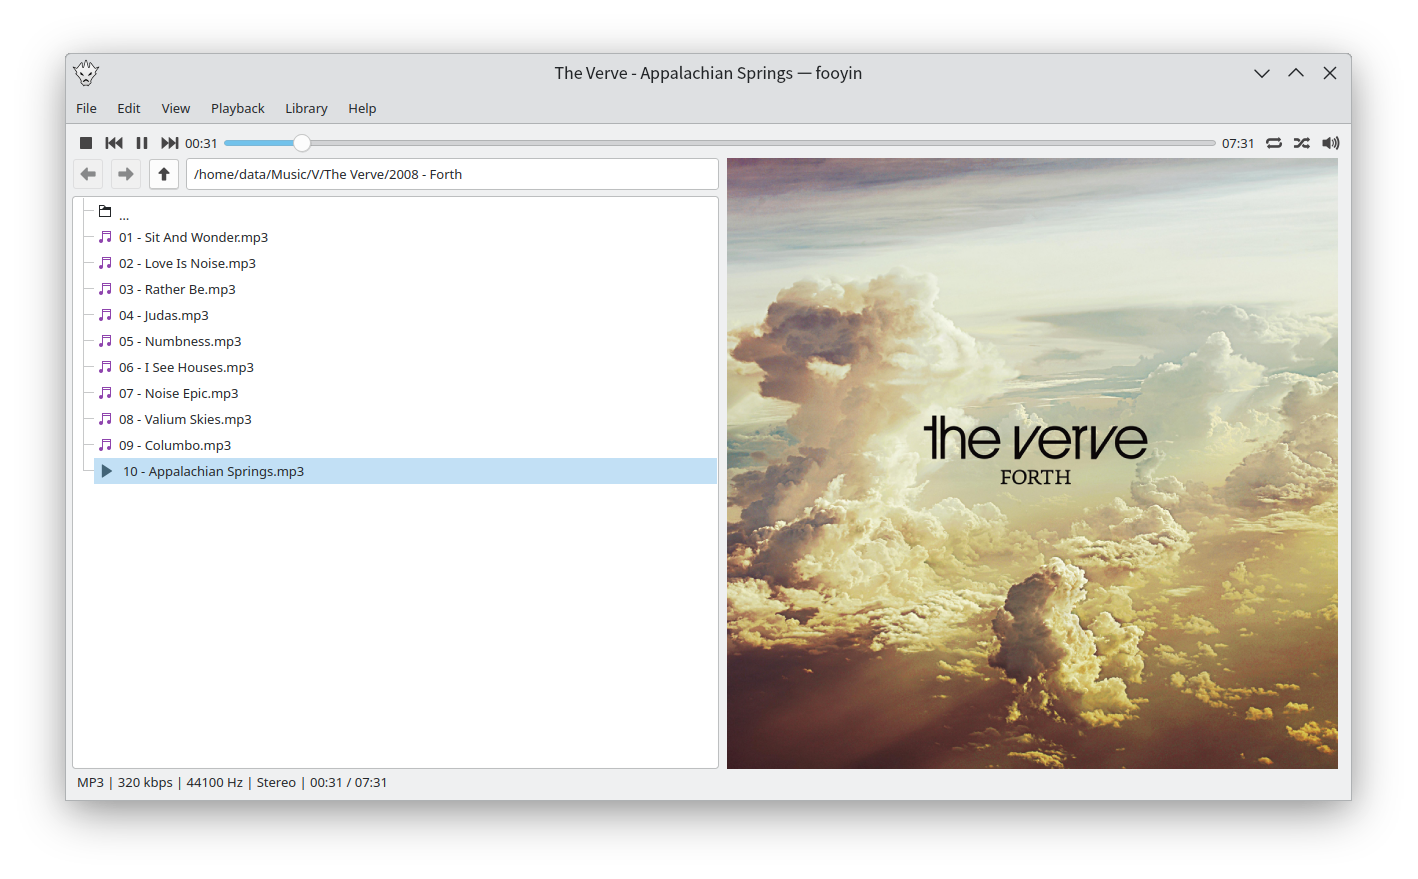 The Verve - Appalachian Springs — fooyin
File Edit View Playback Library Help
00:31 07:31
/home/data/Music/V/The Verve/2008 - Forth
...
01 - Sit And Wonder.mp3
02 - Love Is Noise.mp3
03 - Rather Be.mp3
04 - Judas.mp3
05 - Numbness.mp3
06 - I See Houses.mp3
07 - Noise Epic.mp3
08 - Valium Skies.mp3
09 - Columbo.mp3
10 - Appalachian Springs.mp3
the verve
FORTH
MP3 | 320 kbps | 44100 Hz | Stereo | 00:31 / 07:31